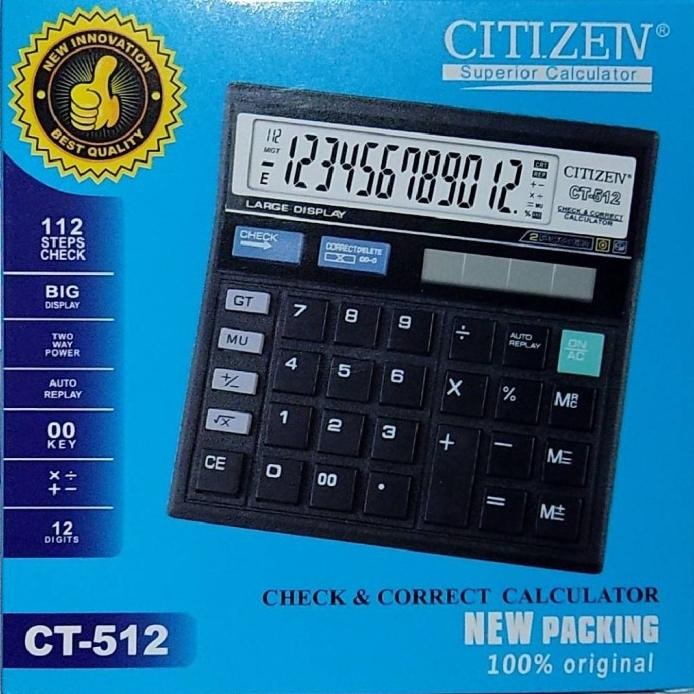 NEW INNOVATION
BEST QUALITY
CITIZEN®
Superior Calculator
112
STEPS
CHECK
BIG
DISPLAY
TWO
WAY
POWER
AUTO
REPLAY
00
KEY
× ÷
+ −
12
DIGITS
CT-512
112
E
-123456789012.
CITIZEN®
CT-512
CHECK & CORRECT
CALCULATOR
LARGE DISPLAY
CHECK
CORRECT DELETE
00→0
GT
7
8
9
÷
AUTO
REPLAY
ON
AC
MU
4
5
6
X
%
MRC
+/−
√x
1
2
3
+
−
M−
CE
0
00
.
=
M±
CHECK & CORRECT CALCULATOR
NEW PACKING
100% original